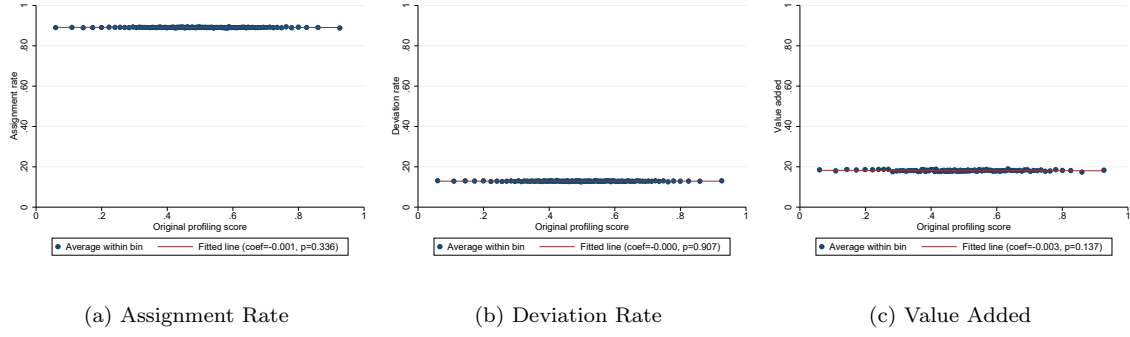 1
.80
.60
.40
.20
0
Assignment rate
0 .2 .4 .6 .8 1
Original profiling score
Average within bin Fitted line (coef=-0.001, p=0.336)
(a) Assignment Rate
1
.80
.60
.40
.20
0
Deviation rate
0 .2 .4 .6 .8 1
Original profiling score
Average within bin Fitted line (coef=-0.000, p=0.907)
(b) Deviation Rate
1
.80
.60
.40
.20
0
Value added
0 .2 .4 .6 .8 1
Original profiling score
Average within bin Fitted line (coef=-0.003, p=0.137)
(c) Value Added